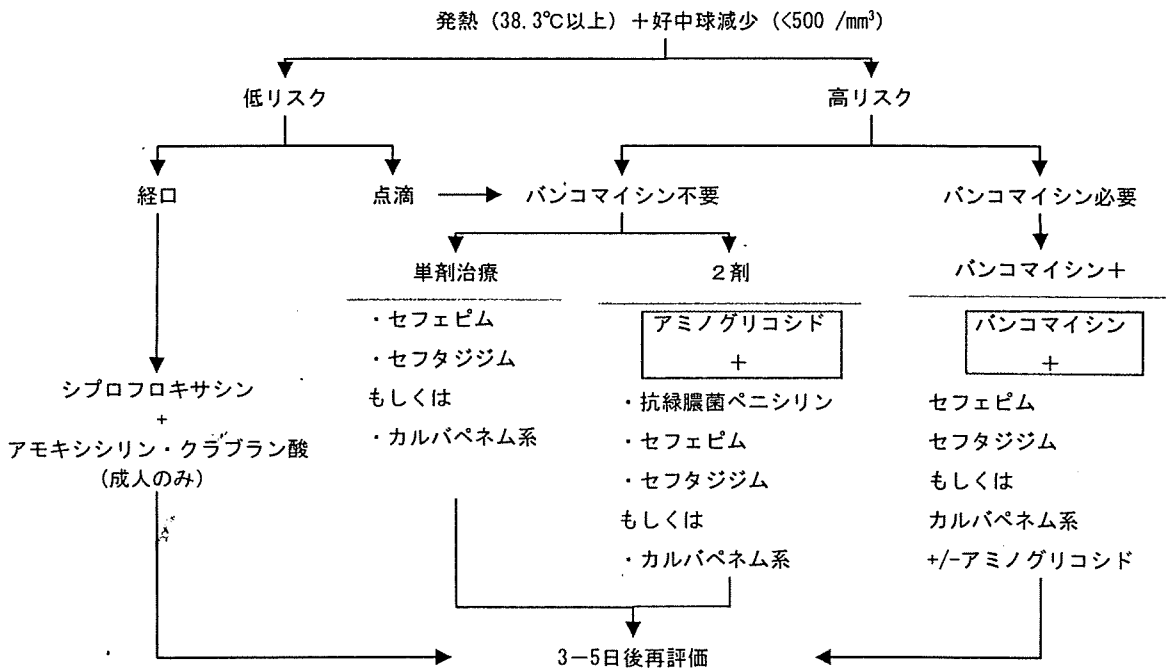 発熱（38.3℃以上）＋好中球減少（<500 /mm³）
低リスク
高リスク
経口
点滴
バンコマイシン不要
バンコマイシン必要
単剤治療
２剤
バンコマイシン＋
・セフェピム
・セフタジジム
もしくは
・カルバペネム系
アミノグリコシド
＋
・抗緑膿菌ペニシリン
・セフェピム
・セフタジジム
もしくは
・カルバペネム系
バンコマイシン
＋
セフェピム
セフタジジム
もしくは
カルバペネム系
+/-アミノグリコシド
シプロフロキサシン
+
アモキシシリン・クラブラン酸
(成人のみ)
3－5日後再評価